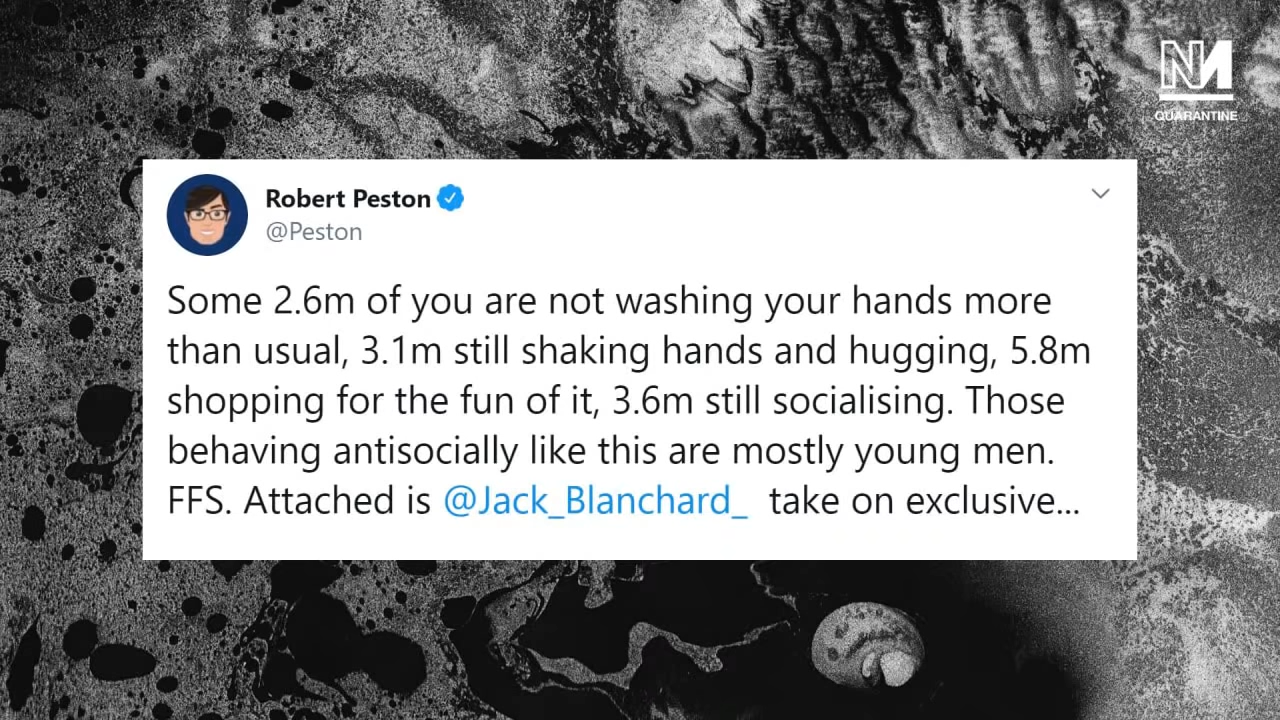 NM
QUARANTINE
Robert Peston
@Peston
Some 2.6m of you are not washing your hands more
than usual, 3.1m still shaking hands and hugging, 5.8m
shopping for the fun of it, 3.6m still socialising. Those
behaving antisocially like this are mostly young men.
FFS. Attached is @Jack_Blanchard_ take on exclusive...